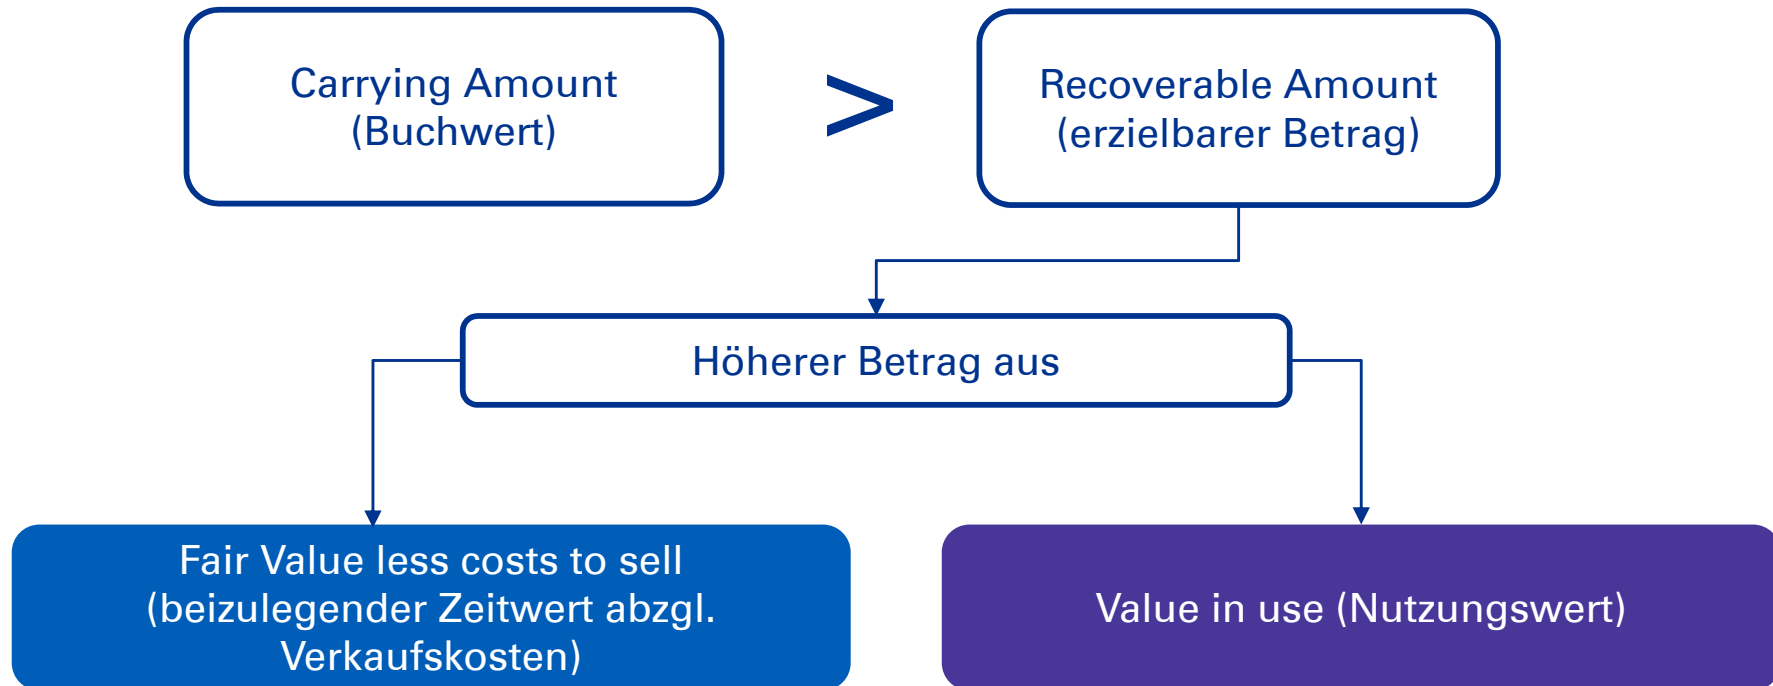 Carrying Amount
(Buchwert)
>
Recoverable Amount
(erzielbarer Betrag)
Höherer Betrag aus
Fair Value less costs to sell
(beizulegender Zeitwert abzgl.
Verkaufskosten)
Value in use (Nutzungswert)